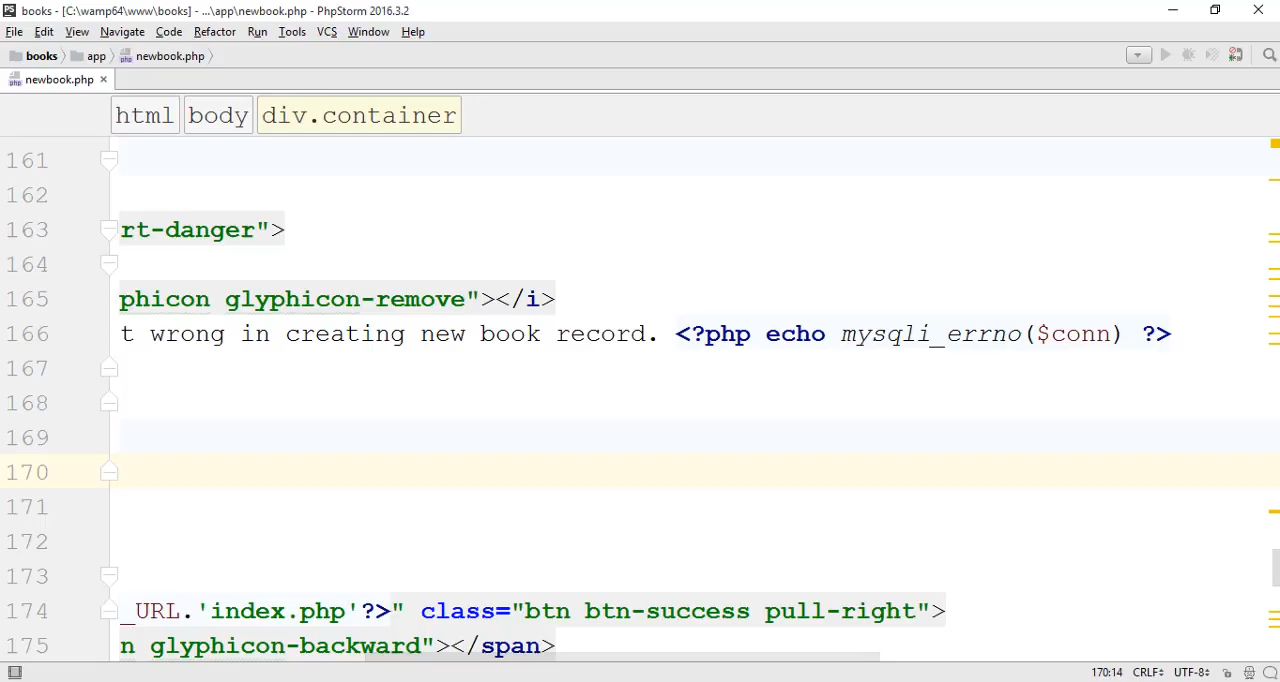 books - [C:\wamp64\www\books] - ...\app\newbook.php - PhpStorm 2016.3.2
File Edit View Navigate Code Refactor Run Tools VCS Window Help
books app newbook.php
newbook.php
html body div.container
161
162
163 rt-danger">
164
165 phicon glyphicon-remove"></i>
166 t wrong in creating new book record. <?php echo mysqli_errno($conn) ?>
167
168
169
170
171
172
173
174 _URL.'index.php'?>" class="btn btn-success pull-right">
175 n glyphicon-backward"></span>
170:14 CRLF UTF-8